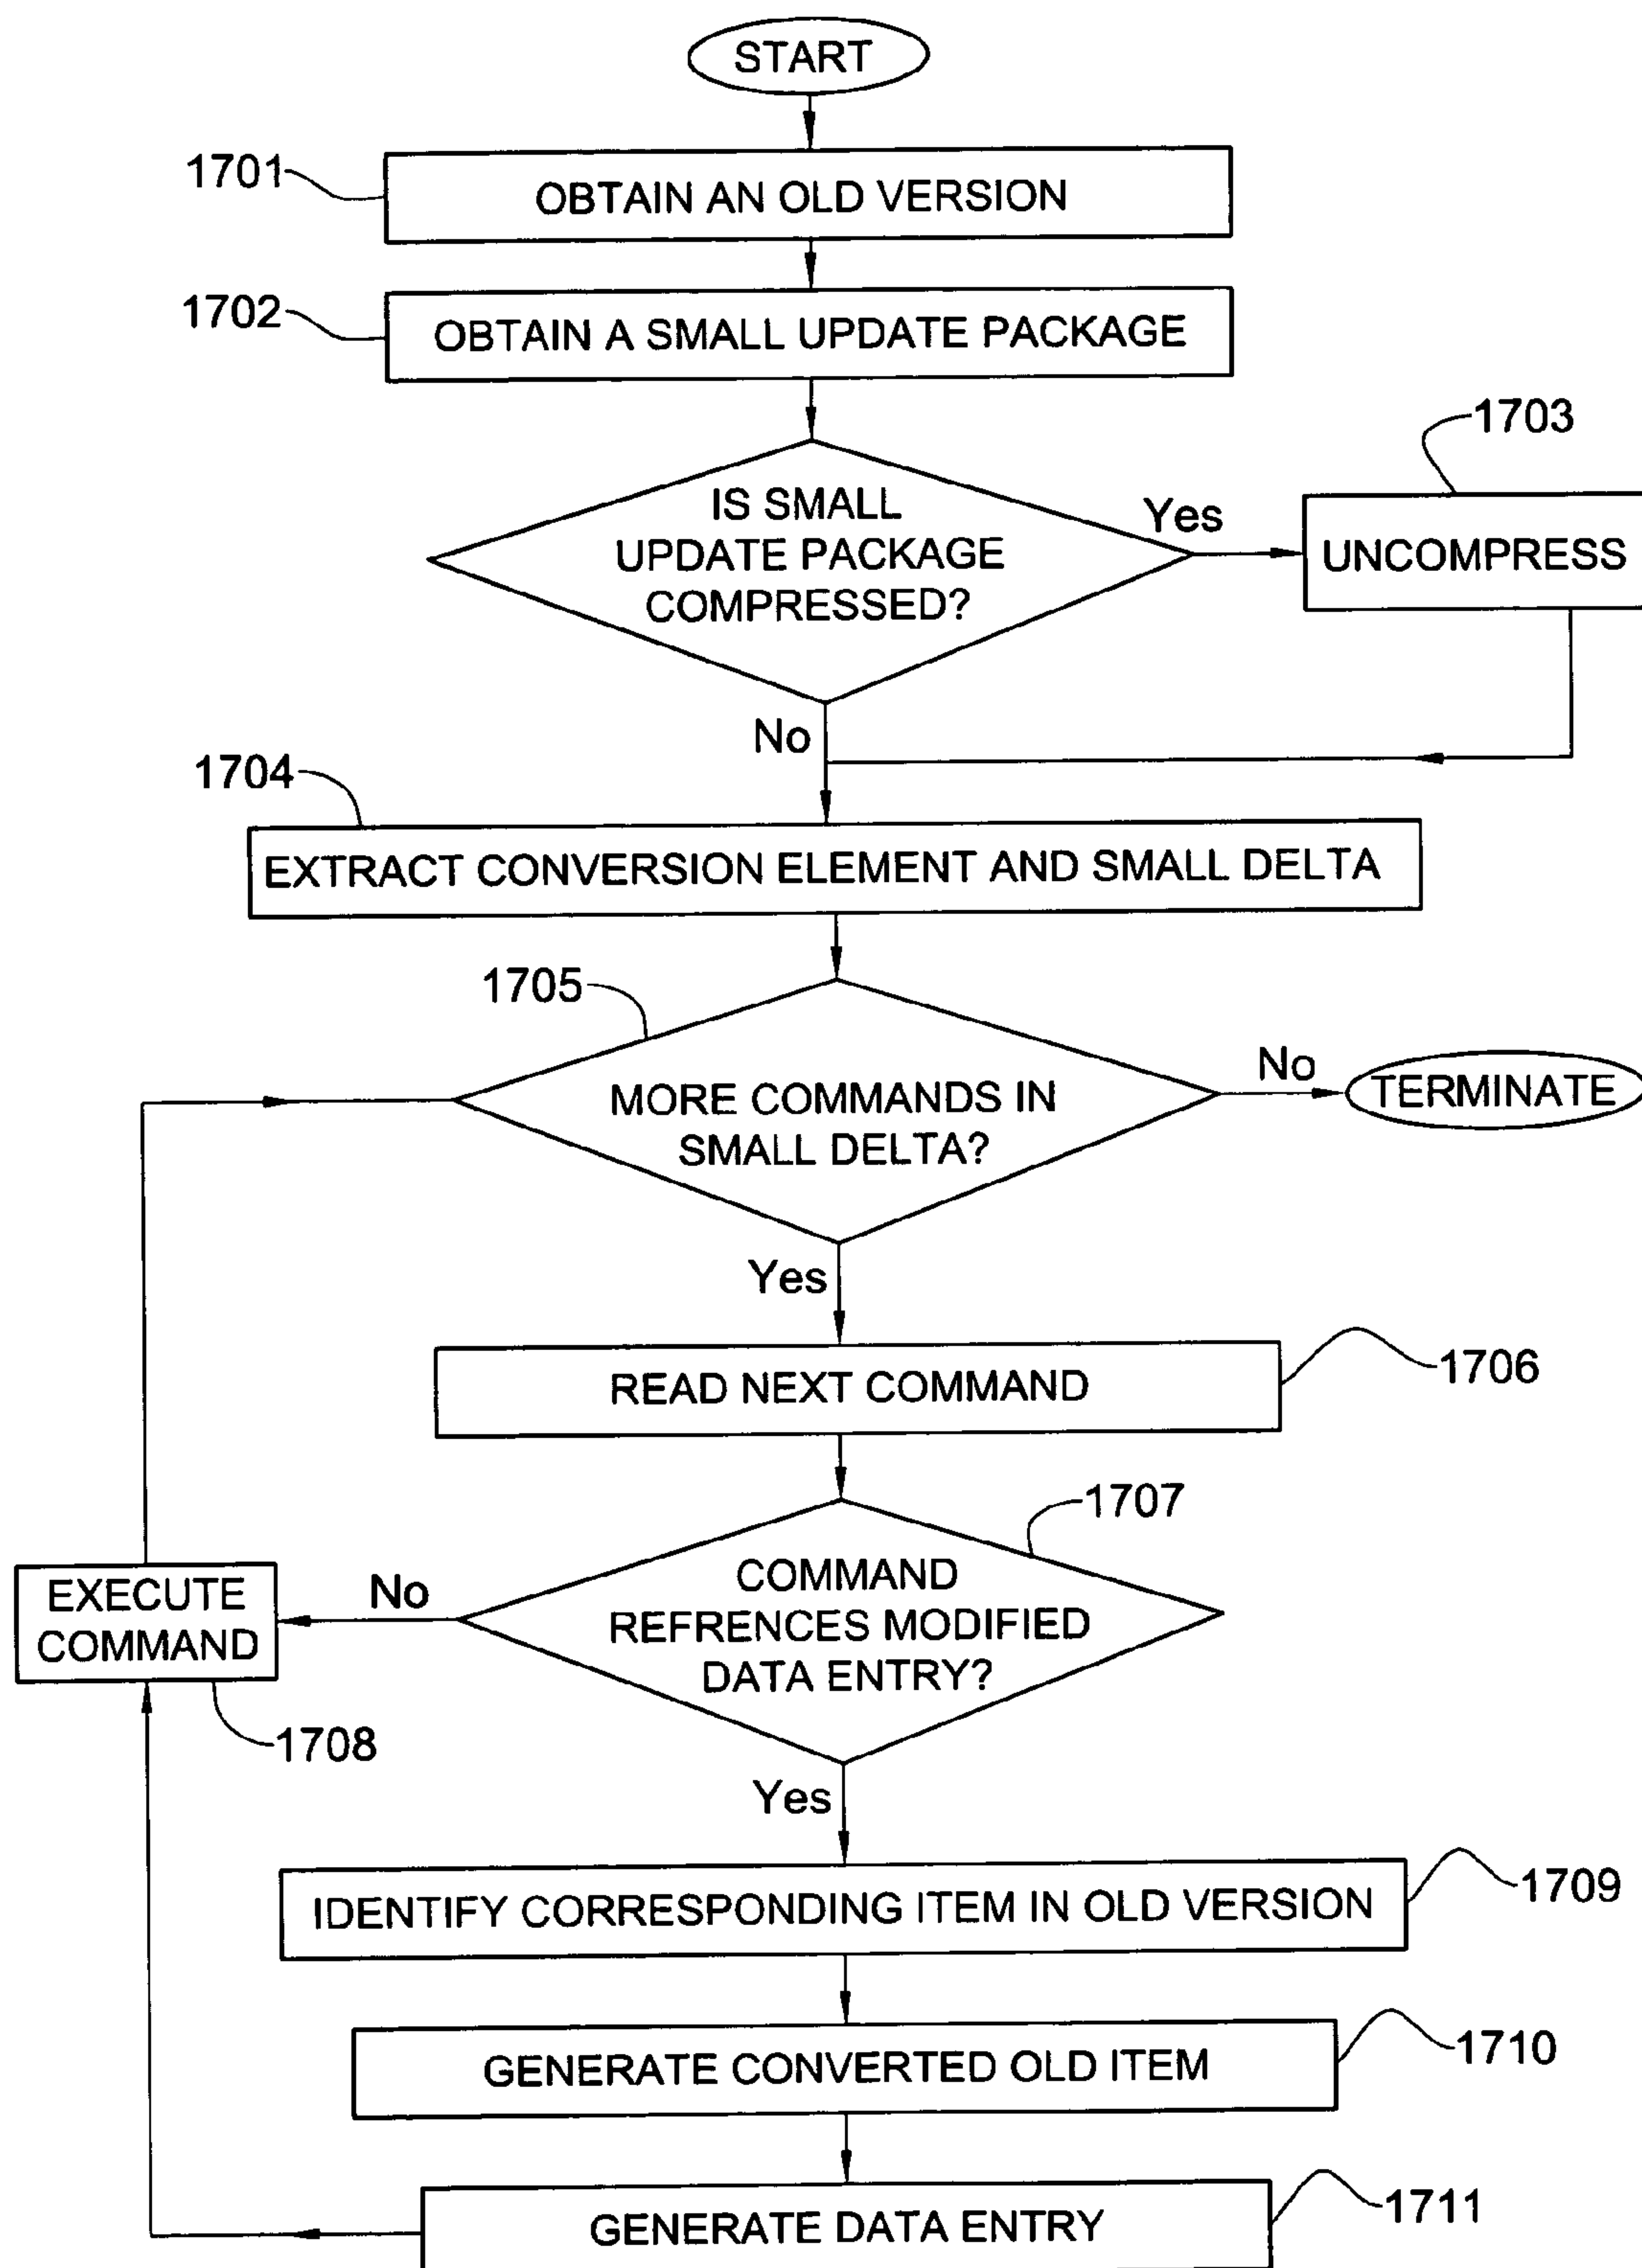 START
1701
OBTAIN AN OLD VERSION
1702
OBTAIN A SMALL UPDATE PACKAGE
1703
IS SMALL
UPDATE PACKAGE
COMPRESSED?
Yes
UNCOMPRESS
No
1704
EXTRACT CONVERSION ELEMENT AND SMALL DELTA
1705
MORE COMMANDS IN
SMALL DELTA?
No
TERMINATE
Yes
READ NEXT COMMAND
1706
1707
COMMAND
REFRENCES MODIFIED
DATA ENTRY?
No
EXECUTE
COMMAND
1708
Yes
IDENTIFY CORRESPONDING ITEM IN OLD VERSION
1709
GENERATE CONVERTED OLD ITEM
1710
GENERATE DATA ENTRY
1711